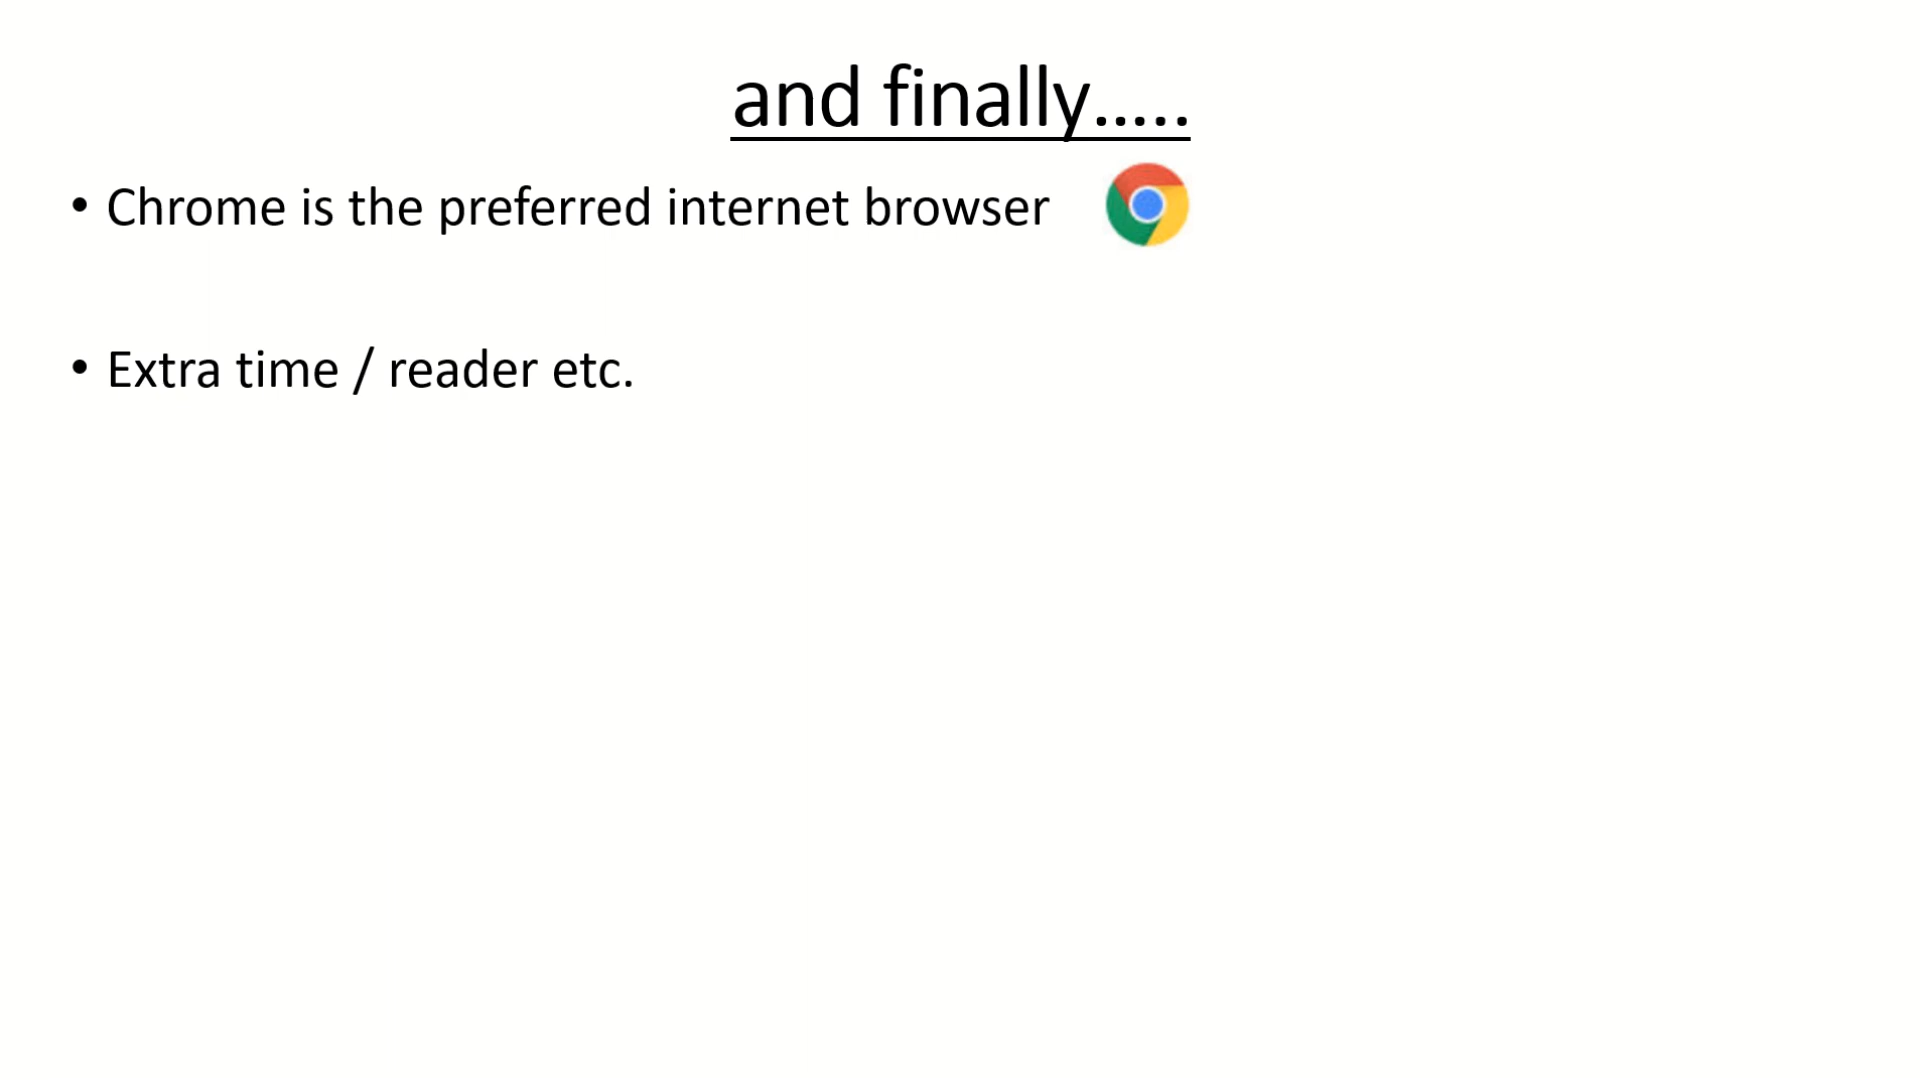 and finally.....
• Chrome is the preferred internet browser
• Extra time / reader etc.